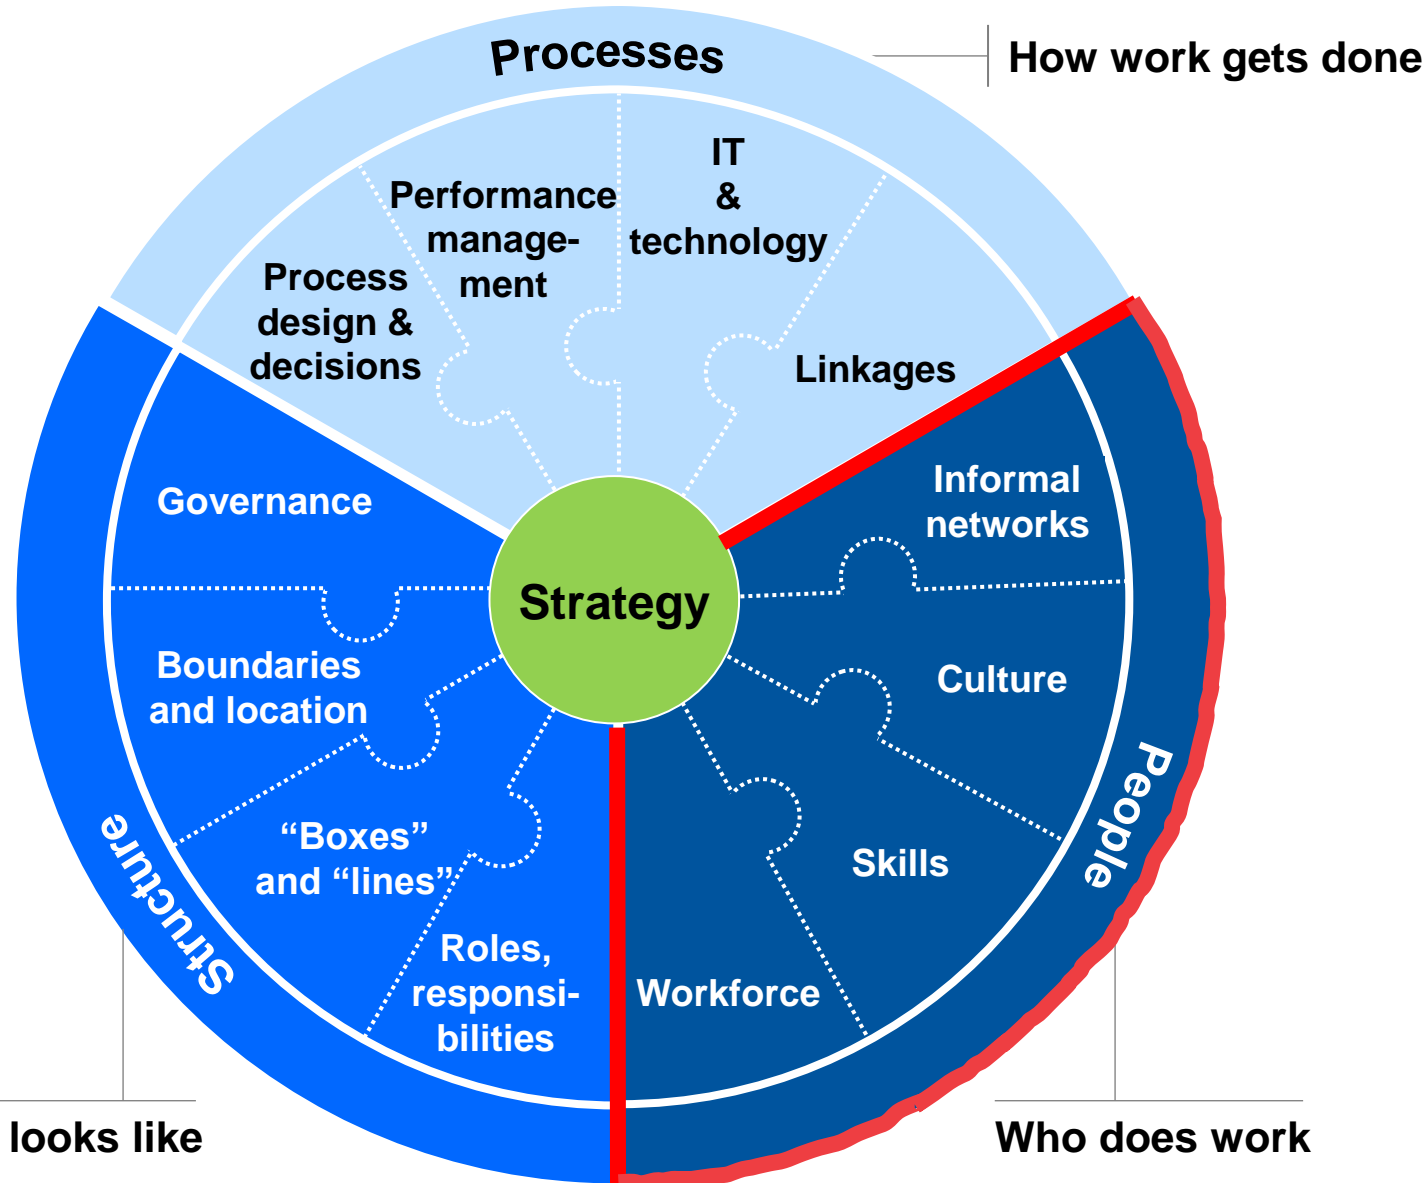 Processes
How work gets done
IT
&
technology
Performance
manage-
ment
Process
design &
decisions
Linkages
Governance
Informal
networks
Strategy
Boundaries
and location
Culture
People
Structure
“Boxes”
and “lines”
Skills
Roles,
responsi-
bilities
Workforce
looks like
Who does work